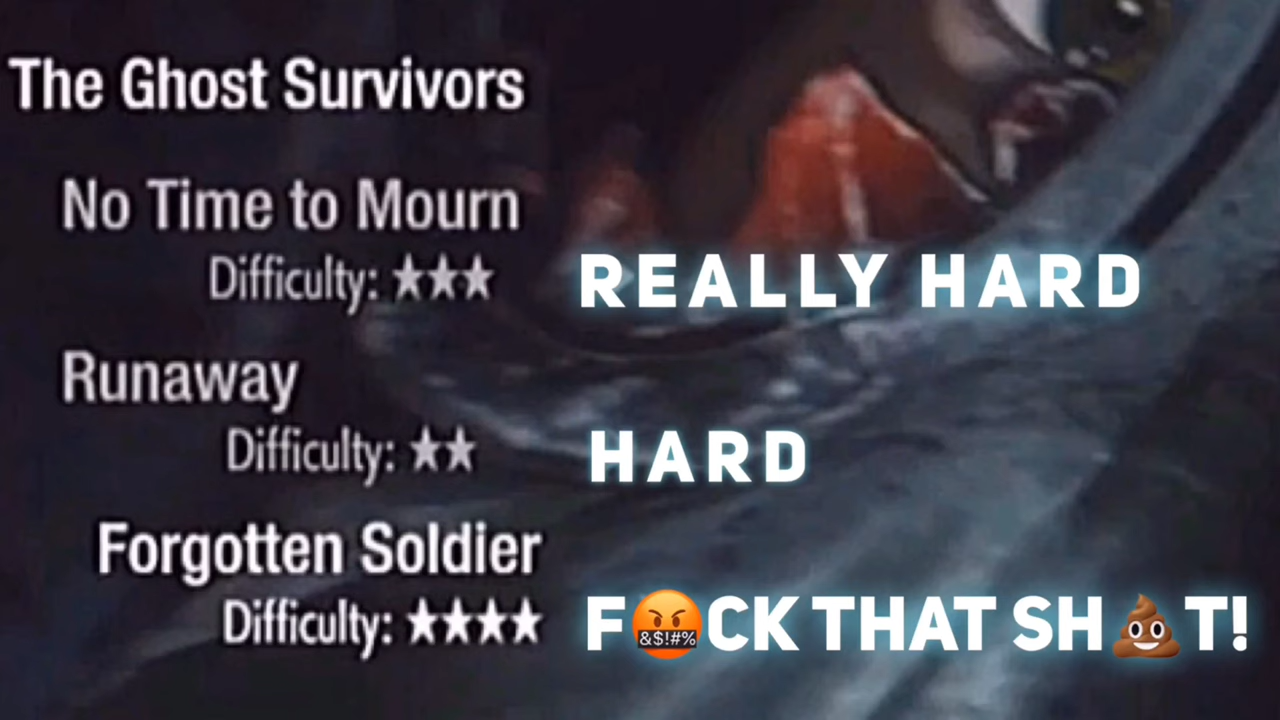 The Ghost Survivors
No Time to Mourn
Difficulty: ★★★ REALLY HARD
Runaway
Difficulty: ★★ HARD
Forgotten Soldier
Difficulty: ★★★★ F🤬CK THAT SH💩T!